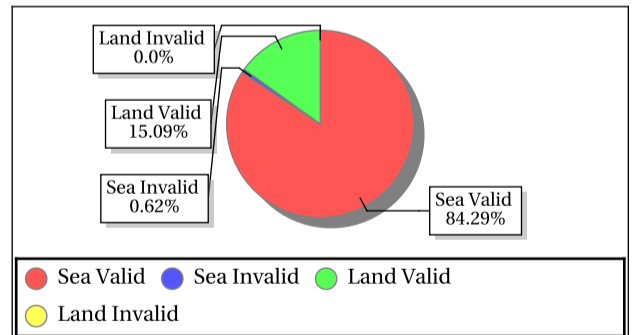 Land Invalid
0.0%
Land Valid
15.09%
Sea Invalid
0.62%
Sea Valid
84.29%
Sea Valid Sea Invalid Land Valid
Land Invalid